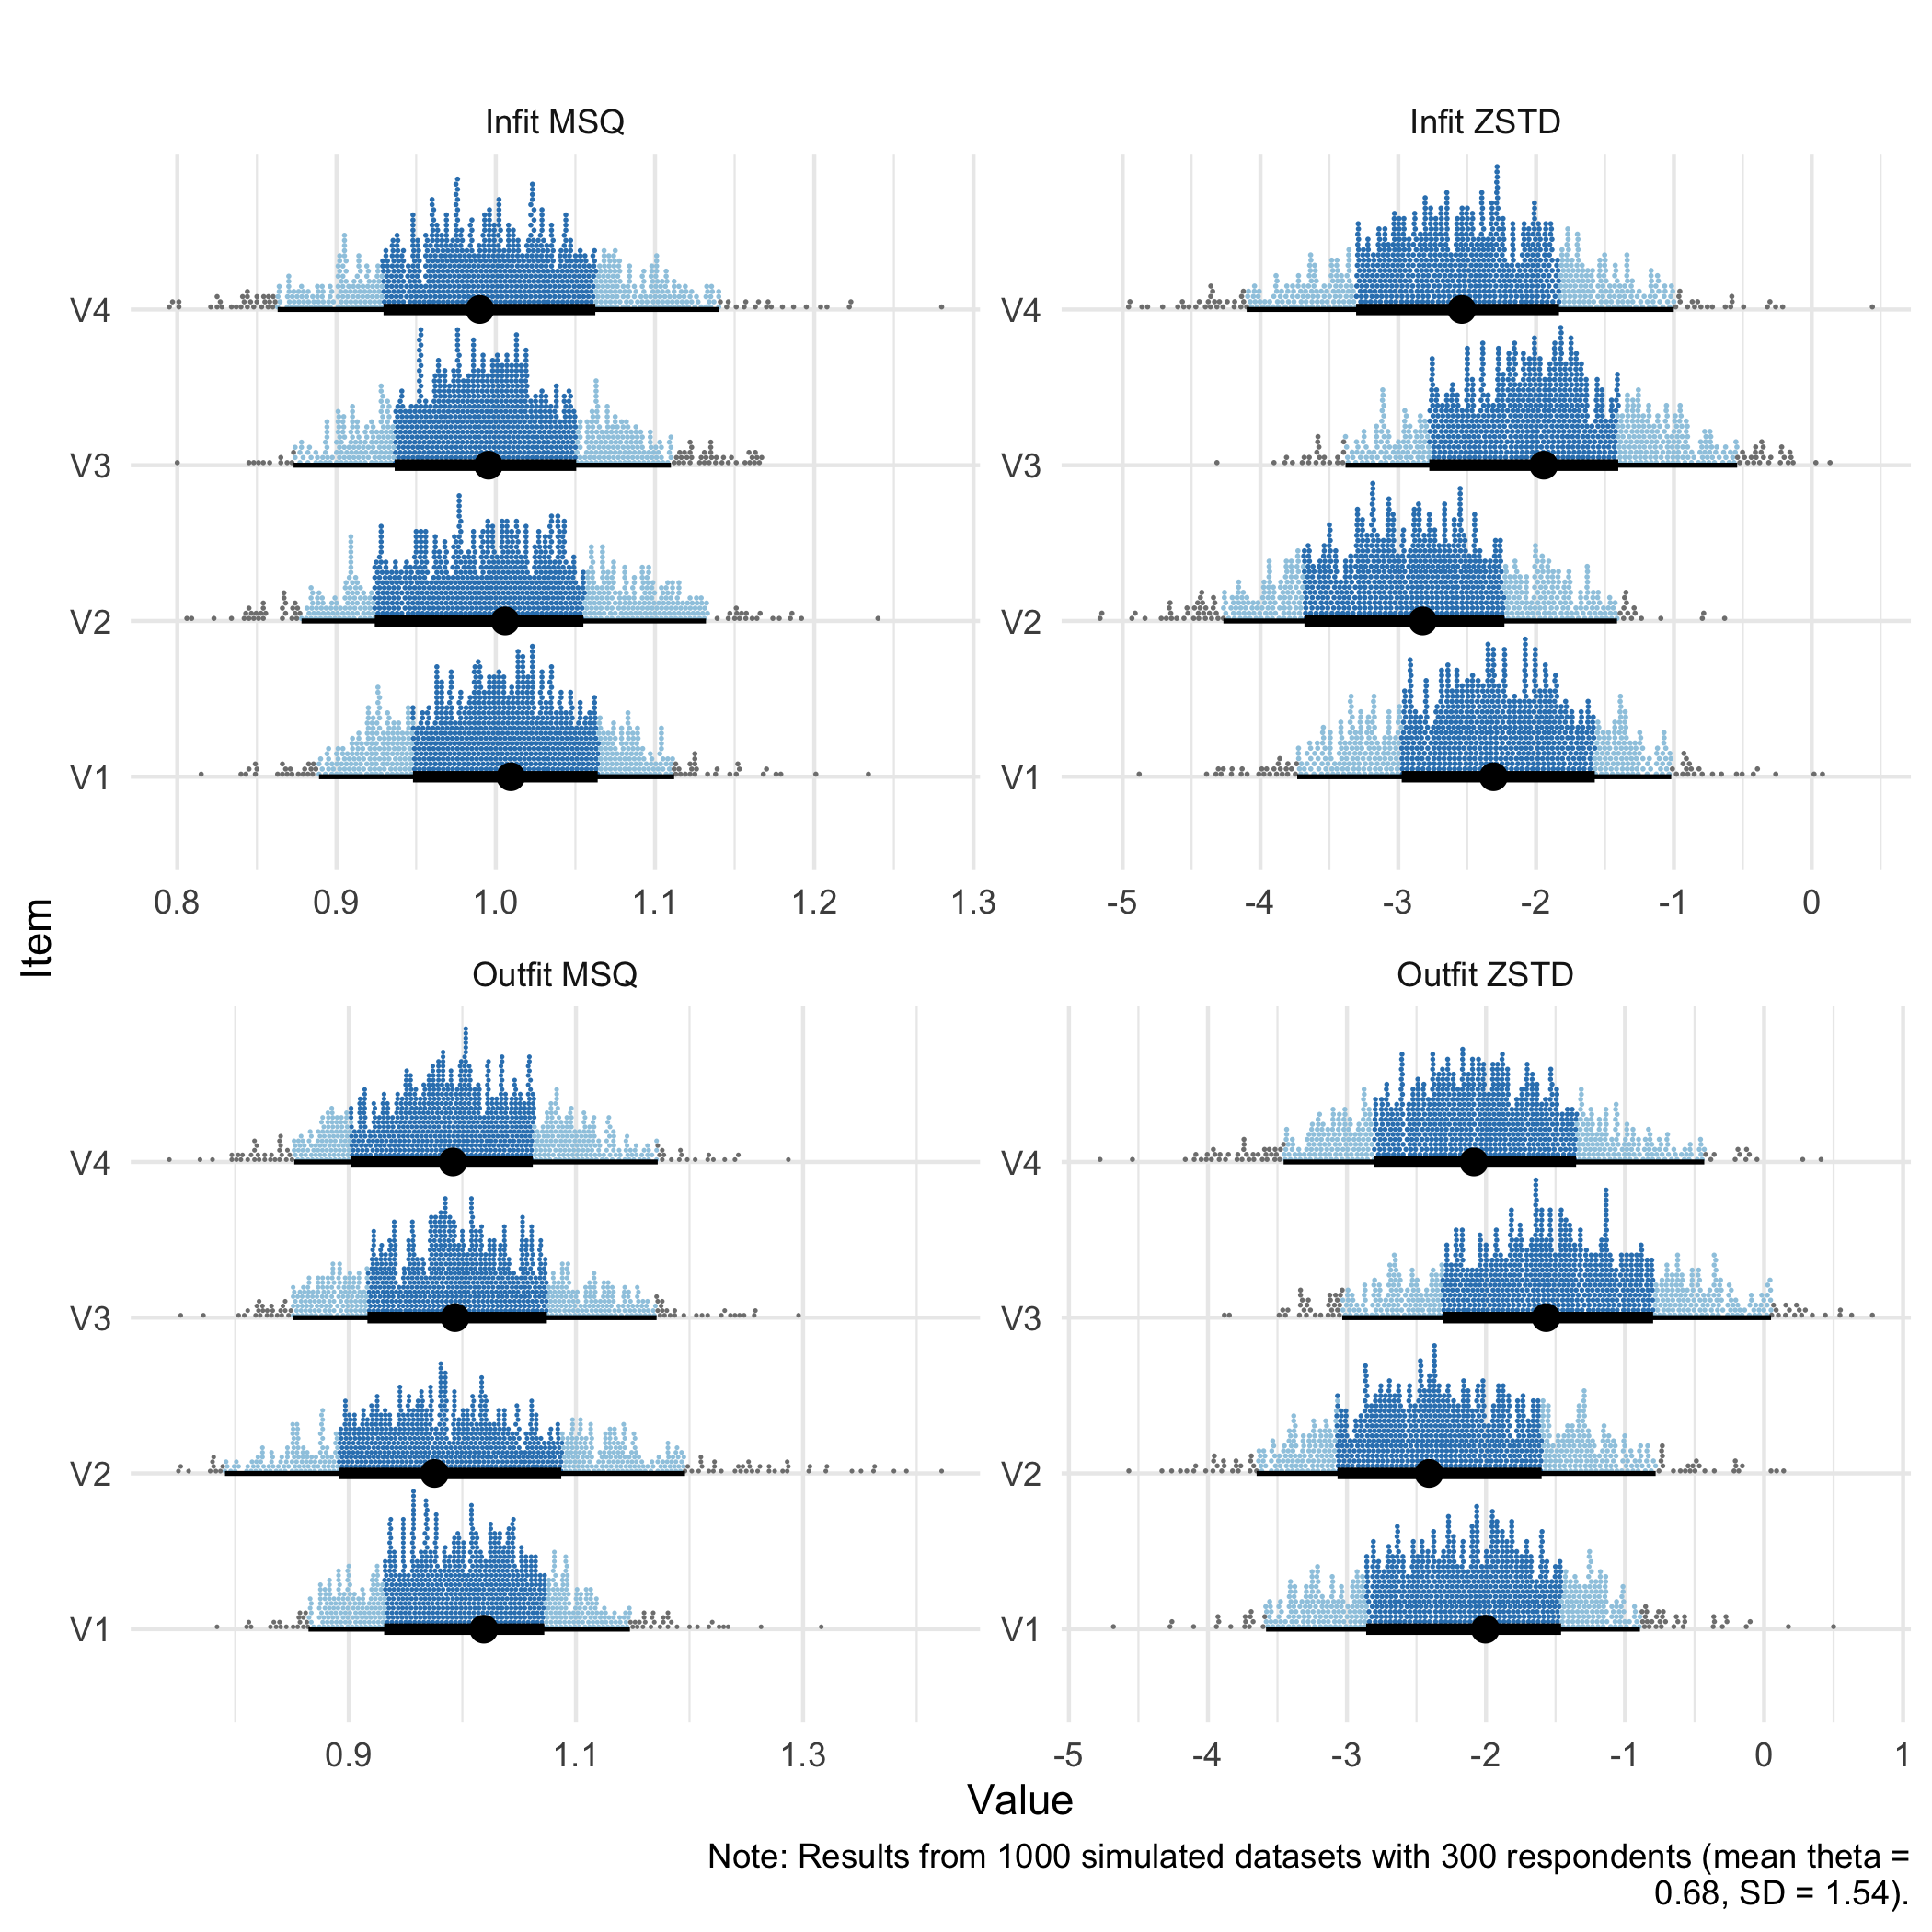 Infit MSQ
Infit ZSTD
V4
V3
V2
V1
V4
V3
V2
V1
0.8 0.9 1.0 1.1 1.2 1.3
-5 -4 -3 -2 -1 0
Item
Outfit MSQ
Outfit ZSTD
V4
V3
V2
V1
V4
V3
V2
V1
0.9 1.1 1.3
-5 -4 -3 -2 -1 0 1
Value
Note: Results from 1000 simulated datasets with 300 respondents (mean theta =
0.68, SD = 1.54).